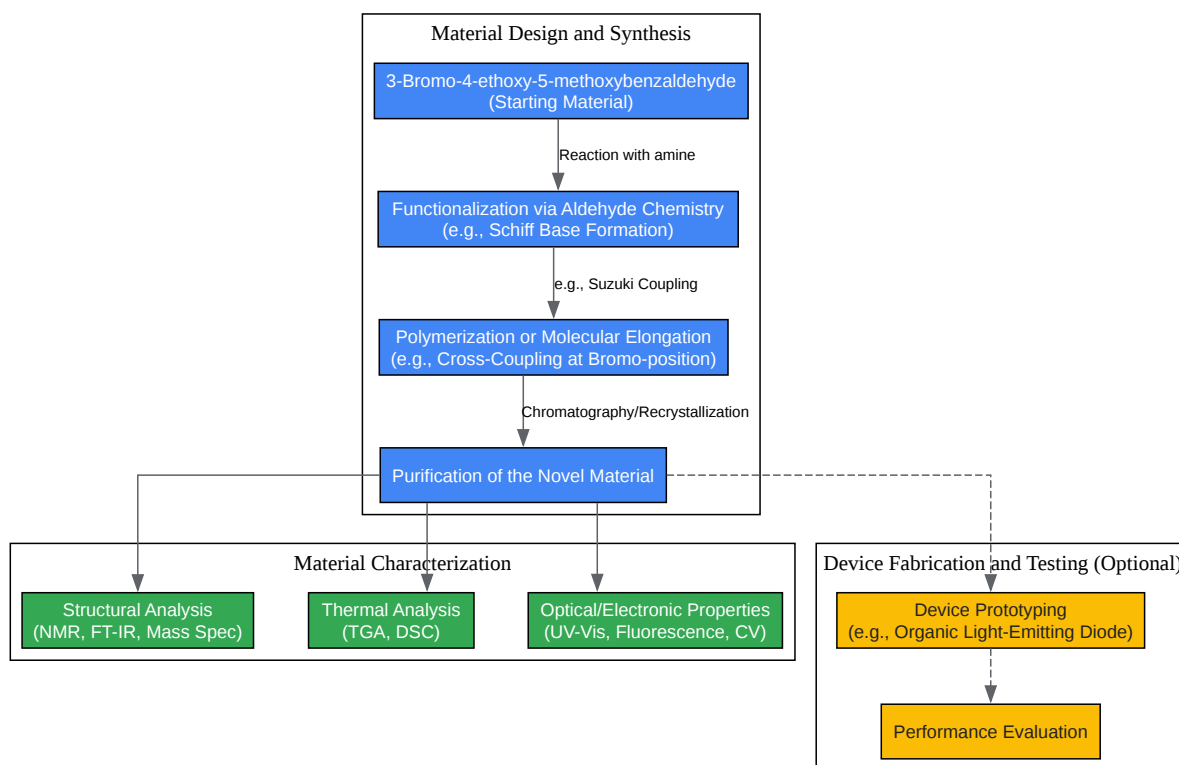 Material Design and Synthesis
3-Bromo-4-ethoxy-5-methoxybenzaldehyde
(Starting Material)
Reaction with amine
Functionalization via Aldehyde Chemistry
(e.g., Schiff Base Formation)
e.g., Suzuki Coupling
Polymerization or Molecular Elongation
(e.g., Cross-Coupling at Bromo-position)
Chromatography/Recrystallization
Purification of the Novel Material
Material Characterization
Structural Analysis
(NMR, FT-IR, Mass Spec)
Thermal Analysis
(TGA, DSC)
Optical/Electronic Properties
(UV-Vis, Fluorescence, CV)
Device Fabrication and Testing (Optional)
Device Prototyping
(e.g., Organic Light-Emitting Diode)
Performance Evaluation